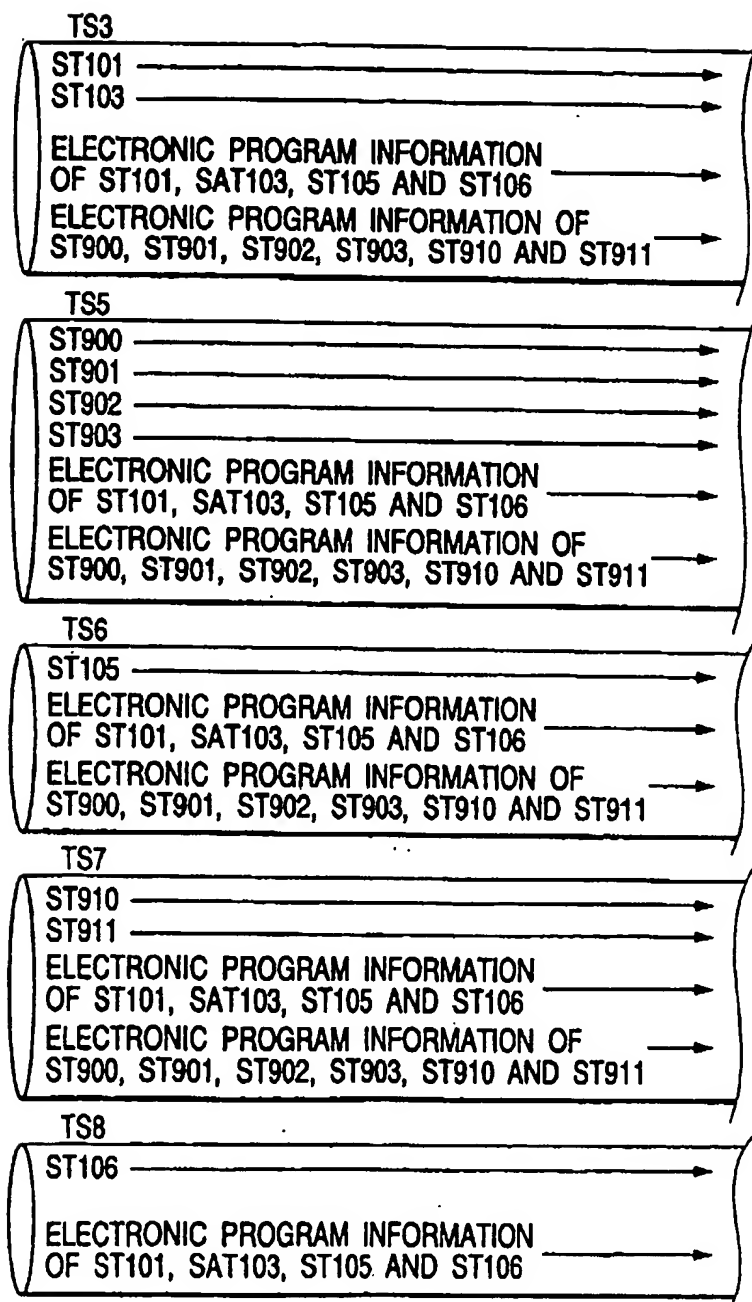 TS3
ST101
ST103
ELECTRONIC PROGRAM INFORMATION
OF ST101, SAT103, ST105 AND ST106
ELECTRONIC PROGRAM INFORMATION OF
ST900, ST901, ST902, ST903, ST910 AND ST911
TS5
ST900
ST901
ST902
ST903
ELECTRONIC PROGRAM INFORMATION
OF ST101, SAT103, ST105 AND ST106
ELECTRONIC PROGRAM INFORMATION OF
ST900, ST901, ST902, ST903, ST910 AND ST911
TS6
ST105
ELECTRONIC PROGRAM INFORMATION
OF ST101, SAT103, ST105 AND ST106
ELECTRONIC PROGRAM INFORMATION OF
ST900, ST901, ST902, ST903, ST910 AND ST911
TS7
ST910
ST911
ELECTRONIC PROGRAM INFORMATION
OF ST101, SAT103, ST105 AND ST106
ELECTRONIC PROGRAM INFORMATION OF
ST900, ST901, ST902, ST903, ST910 AND ST911
TS8
ST106
ELECTRONIC PROGRAM INFORMATION
OF ST101, SAT103, ST105 AND ST106